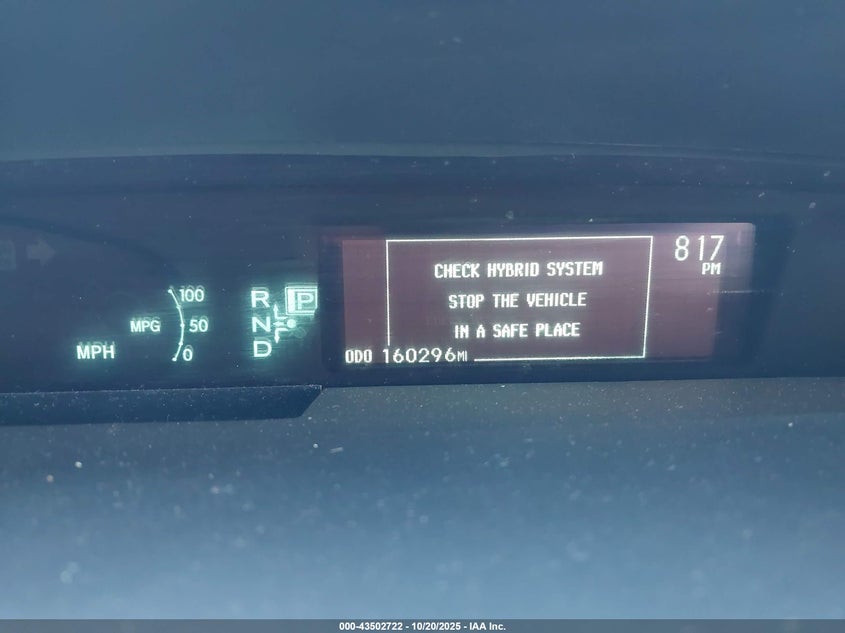 817
PM
CHECK HYBRID SYSTEM
STOP THE VEHICLE
IN A SAFE PLACE
ODO 160296MI
100
MPG 50
0
MPH
R P
N
D
000-43502722 - 10/20/2025 - IAA Inc.